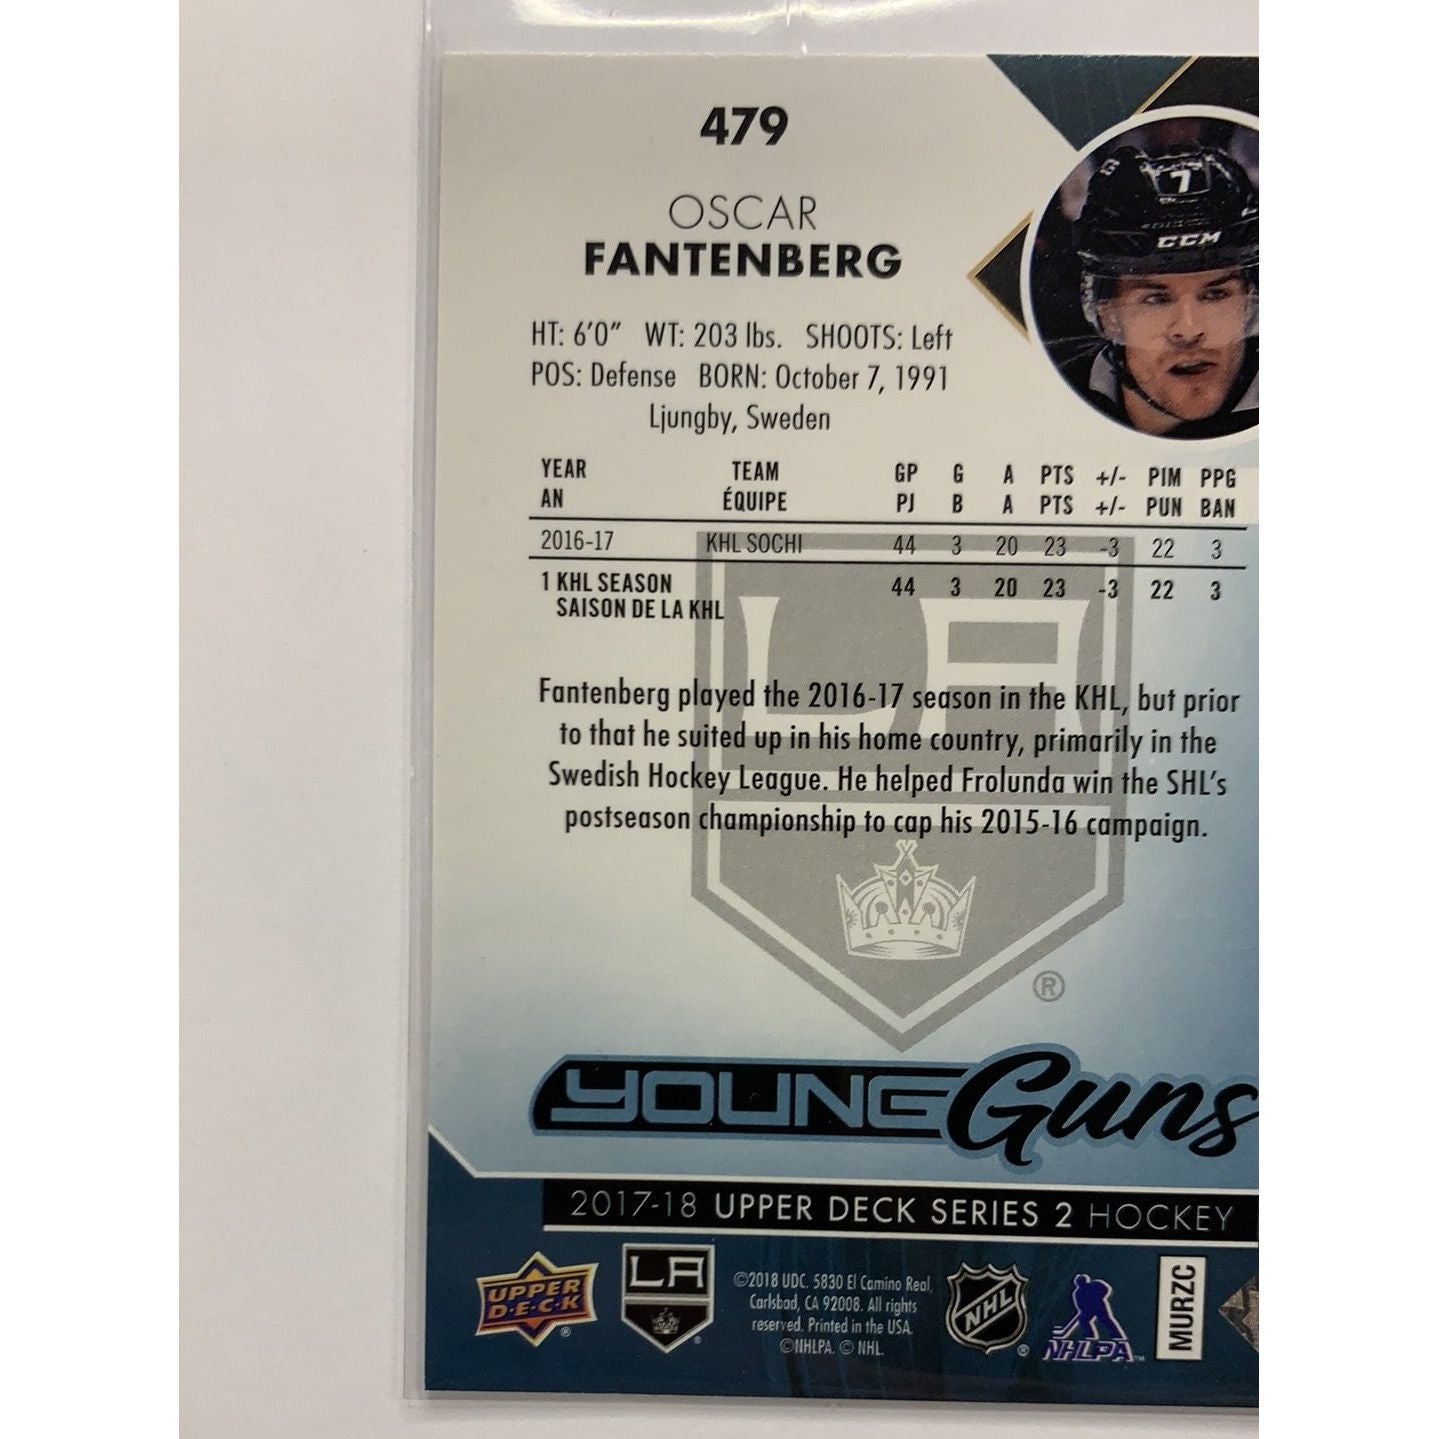 479
OSCAR
FANTENBERG
7
CCM
HT: 6'0" WT: 203 lbs. SHOOTS: Left
POS: Defense BORN: October 7, 1991
Ljungby, Sweden
YEAR TEAM GP G A PTS +/- PIM PPG
AN ÉQUIPE PJ B A PTS +/- PUN BAN
2016-17 KHL SOCHI 44 3 20 23 -3 22 3
1 KHL SEASON 44 3 20 23 -3 22 3
SAISON DE LA KHL
LA
Fantenberg played the 2016-17 season in the KHL, but prior
to that he suited up in his home country, primarily in the
Swedish Hockey League. He helped Frolunda win the SHL's
postseason championship to cap his 2015-16 campaign.
®
YOUNG Guns
2017-18 UPPER DECK SERIES 2 HOCKEY
UPPER
D•E•C•K
®
LA
®
©2018 UDC. 5830 El Camino Real,
Carlsbad, CA 92008. All rights
reserved. Printed in the USA.
©NHLPA. © NHL.
NHL
®
NHLPA™
MURZC